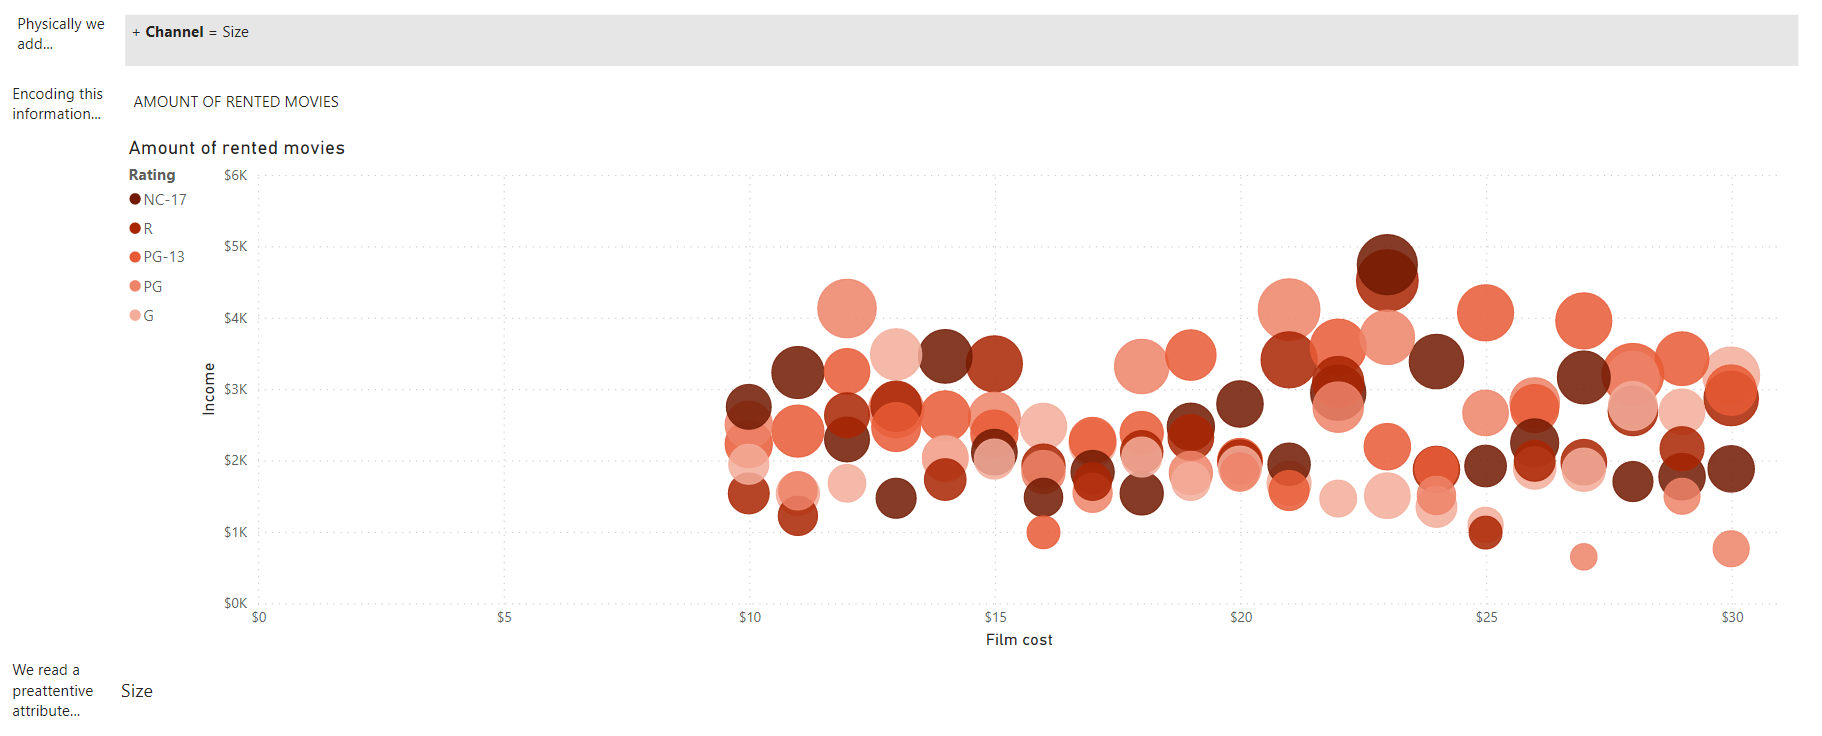 Physically we
add...
+ Channel = Size
Encoding this
information...
AMOUNT OF RENTED MOVIES
Amount of rented movies
Rating
NC-17
R
PG-13
PG
G
$6K
$5K
$4K
$3K
$2K
$1K
$0K
Income
$0
$5
$10
$15
$20
$25
$30
Film cost
We read a
preattentive
attribute...
Size